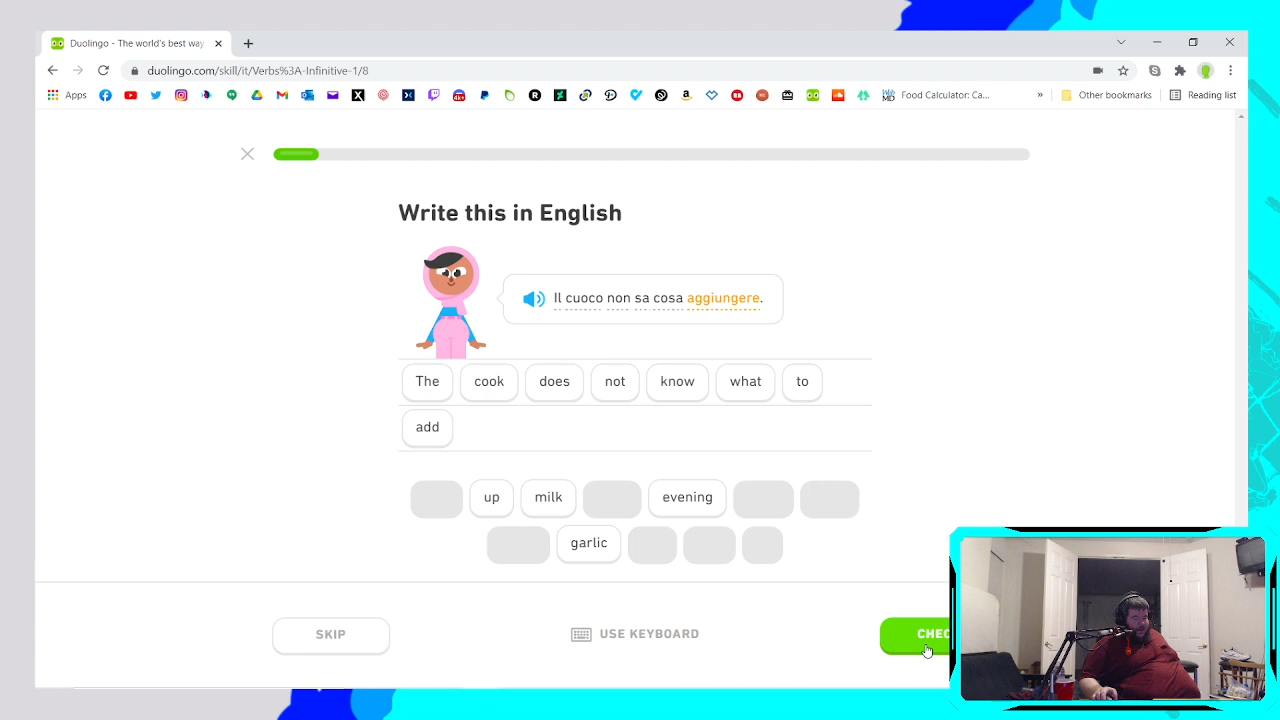 Duolingo - The world's best way
duolingo.com/skill/it/Verbs%3A-Infinitive-1/8
Apps
Food Calculator: Ca...
»
Other bookmarks
Reading list
Write this in English
Il cuoco non sa cosa aggiungere.
The cook does not know what to
add
up milk evening
garlic
SKIP
USE KEYBOARD
CHEC